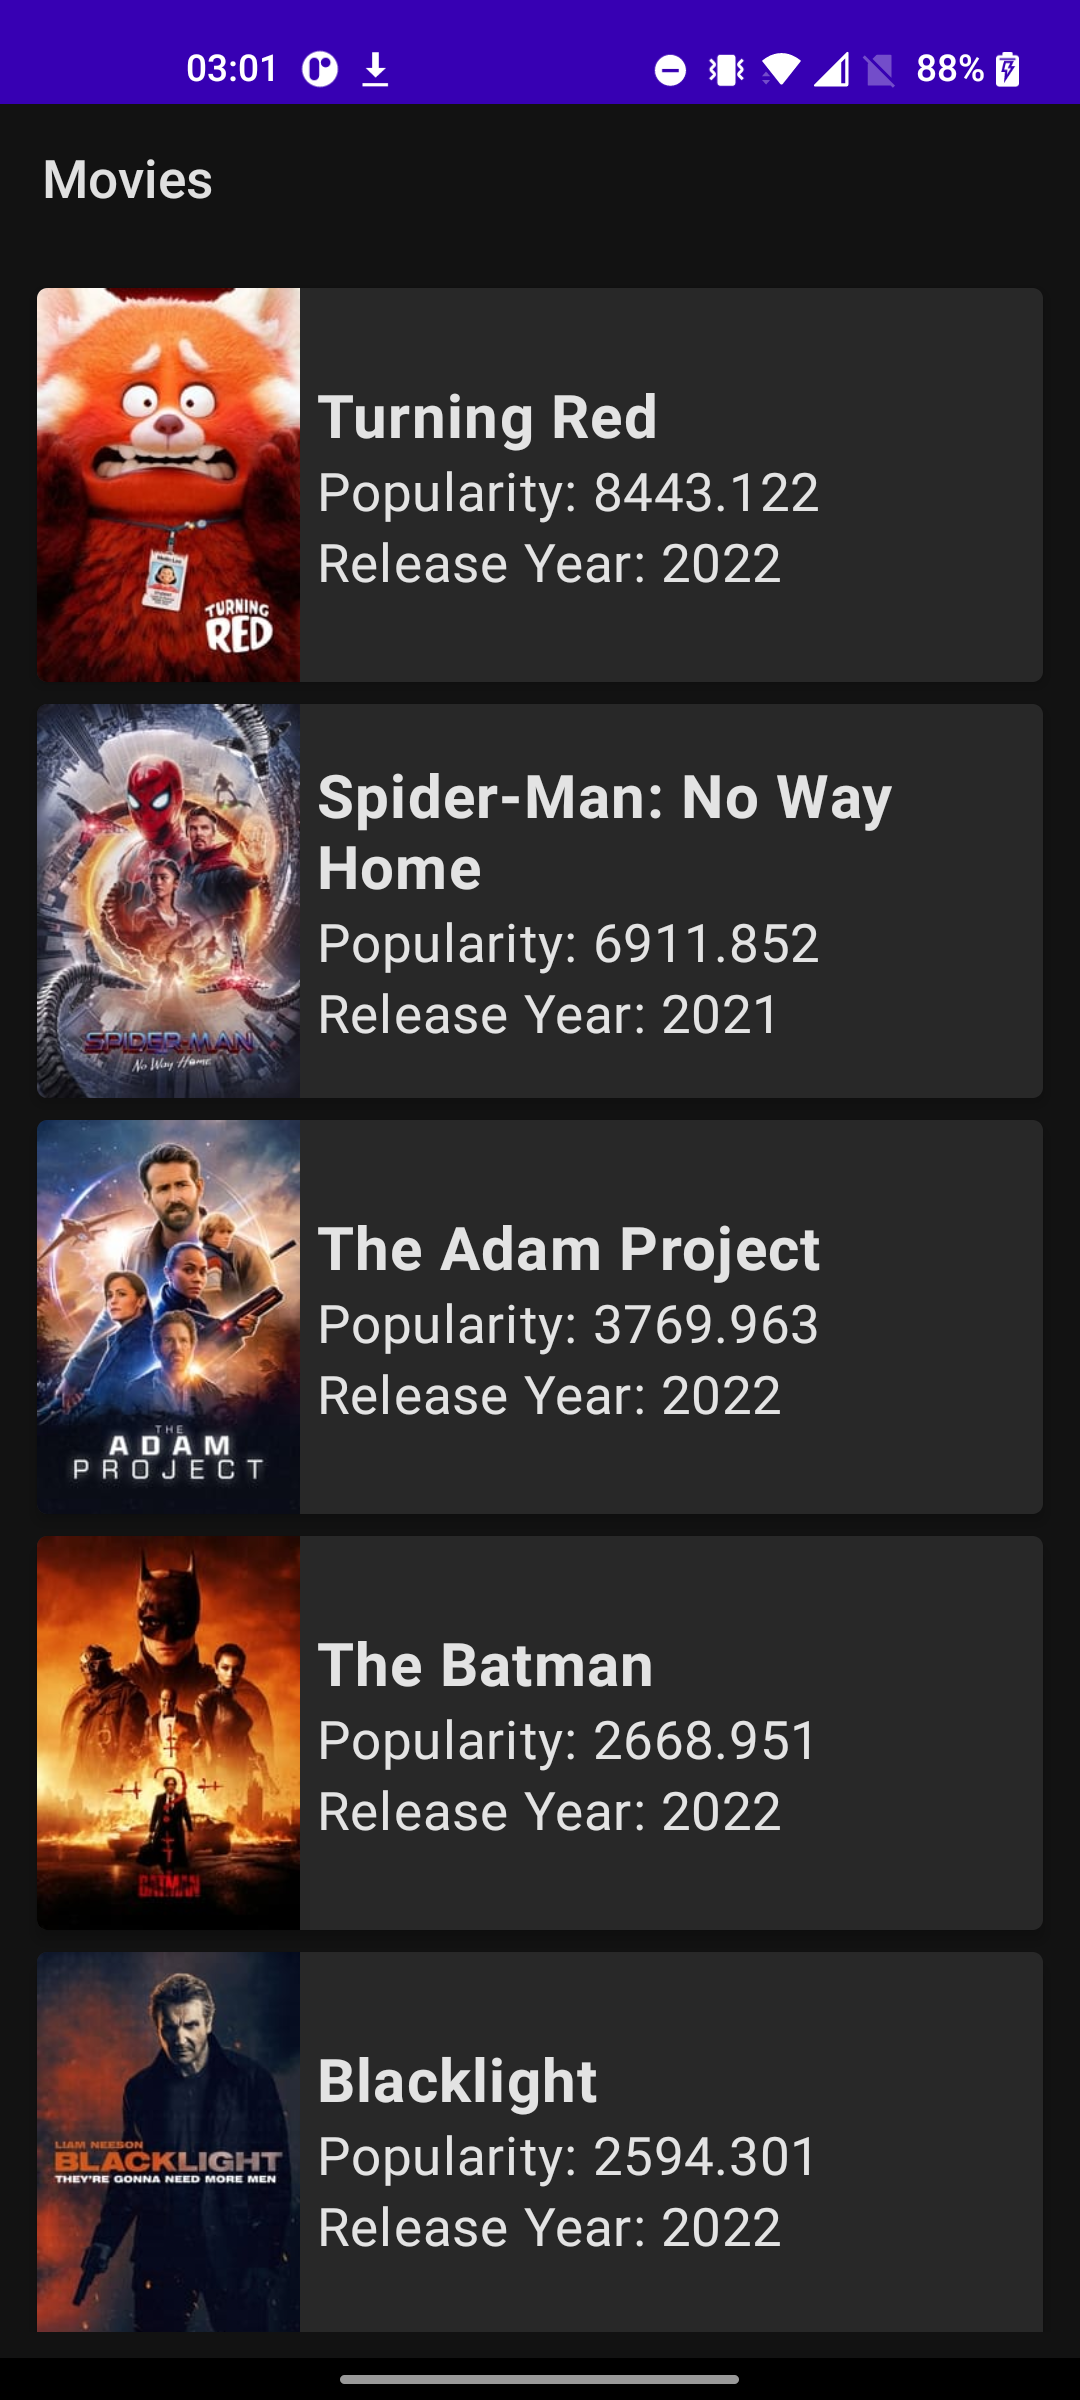 03:01
88%
Movies
TURNING
RED
Turning Red
Popularity: 8443.122
Release Year: 2022
SPIDER-MAN
No Way Home
Spider-Man: No Way
Home
Popularity: 6911.852
Release Year: 2021
THE
ADAM
PROJECT
The Adam Project
Popularity: 3769.963
Release Year: 2022
BATMAN
The Batman
Popularity: 2668.951
Release Year: 2022
LIAM NEESON
BLACKLIGHT
THEY'RE GONNA NEED MORE MEN
Blacklight
Popularity: 2594.301
Release Year: 2022